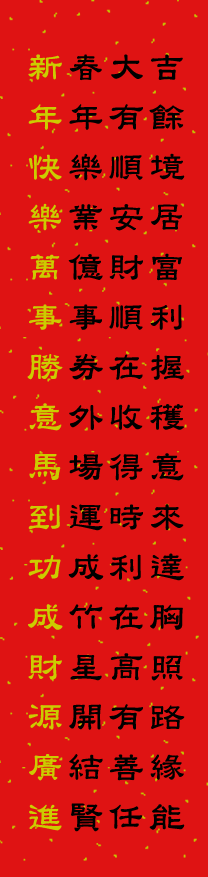 新春大吉
年年有餘
快樂順境
樂業安居
萬億財富
事事順利
勝券在握
意外收穫
馬場得意
到運時來
功成利達
成竹在胸
財星高照
源開有路
廣結善緣
進賢任能